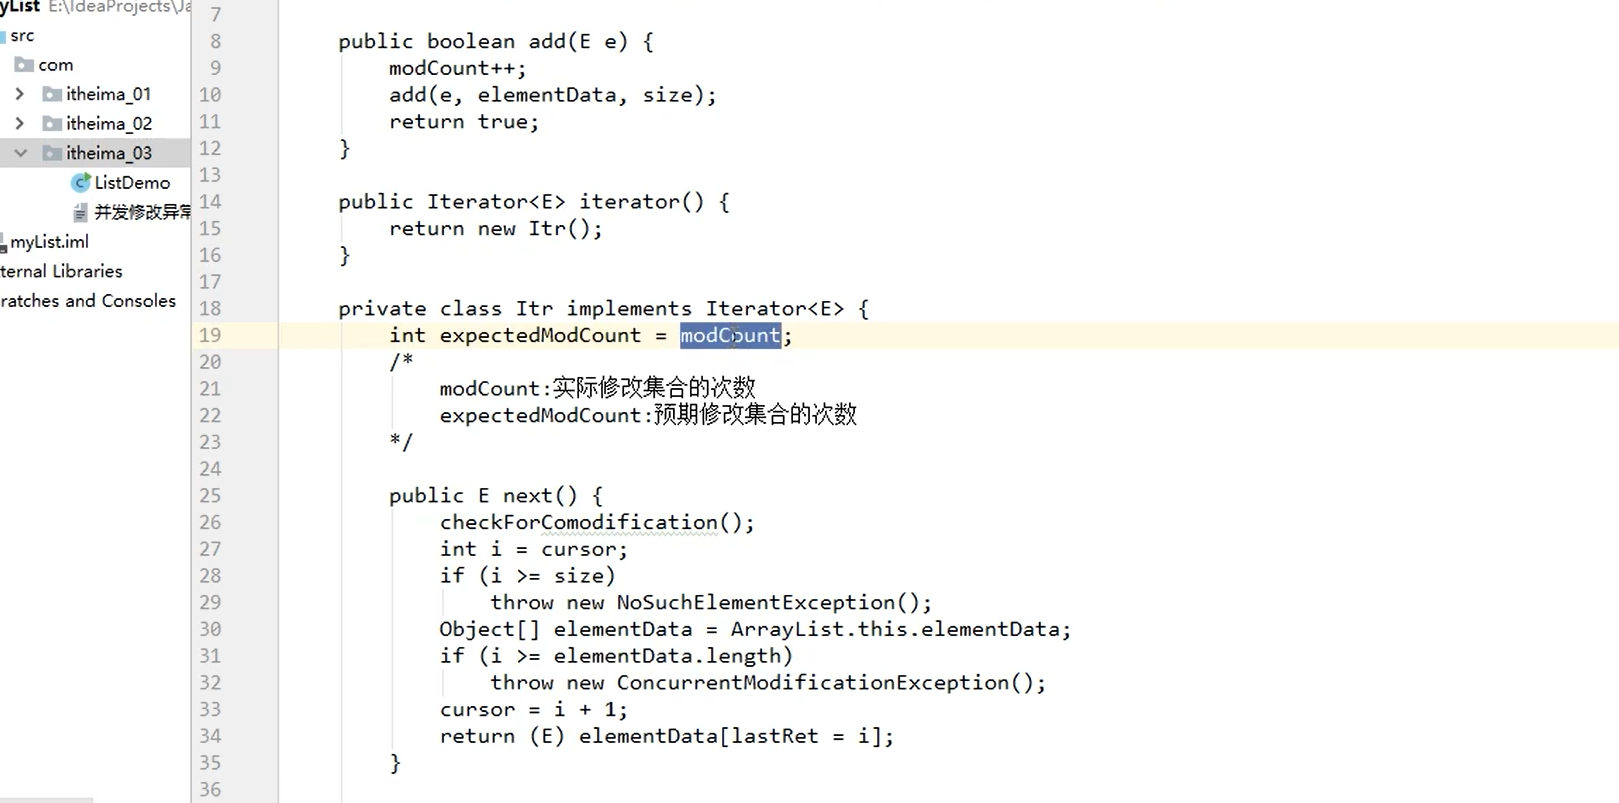 yList E:\IdeaProjects\Ja
src
com
itheima_01
itheima_02
itheima_03
ListDemo
并发修改异常
myList.iml
ternal Libraries
ratches and Consoles
7
8 public boolean add(E e) {
9 modCount++;
10 add(e, elementData, size);
11 return true;
12 }
13
14 public Iterator<E> iterator() {
15 return new Itr();
16 }
17
18 private class Itr implements Iterator<E> {
19 int expectedModCount = modCount;
20 /*
21 modCount:实际修改集合的次数
22 expectedModCount:预期修改集合的次数
23 */
24
25 public E next() {
26 checkForComodification();
27 int i = cursor;
28 if (i >= size)
29 throw new NoSuchElementException();
30 Object[] elementData = ArrayList.this.elementData;
31 if (i >= elementData.length)
32 throw new ConcurrentModificationException();
33 cursor = i + 1;
34 return (E) elementData[lastRet = i];
35 }
36